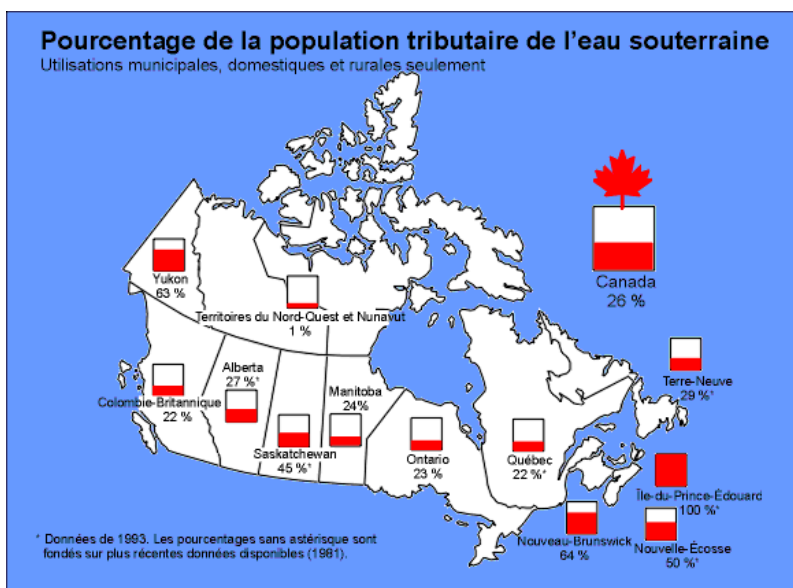 Pourcentage de la population tributaire de l'eau souterraine
Utilisations municipales, domestiques et rurales seulement
Canada
26 %
Yukon
63 %
Territoires du Nord-Ouest et Nunavut
1 %
Colombie-Britannique
22 %
Alberta
27 %*
Saskatchewan
45 %*
Manitoba
24%
Ontario
23 %
Québec
22 %*
Terre-Neuve
29 %*
Île-du-Prince-Édouard
100 %*
Nouveau-Brunswick
64 %
Nouvelle-Écosse
50 %*
* Données de 1993. Les pourcentages sans astérisque sont
fondés sur plus récentes données disponibles (1981).